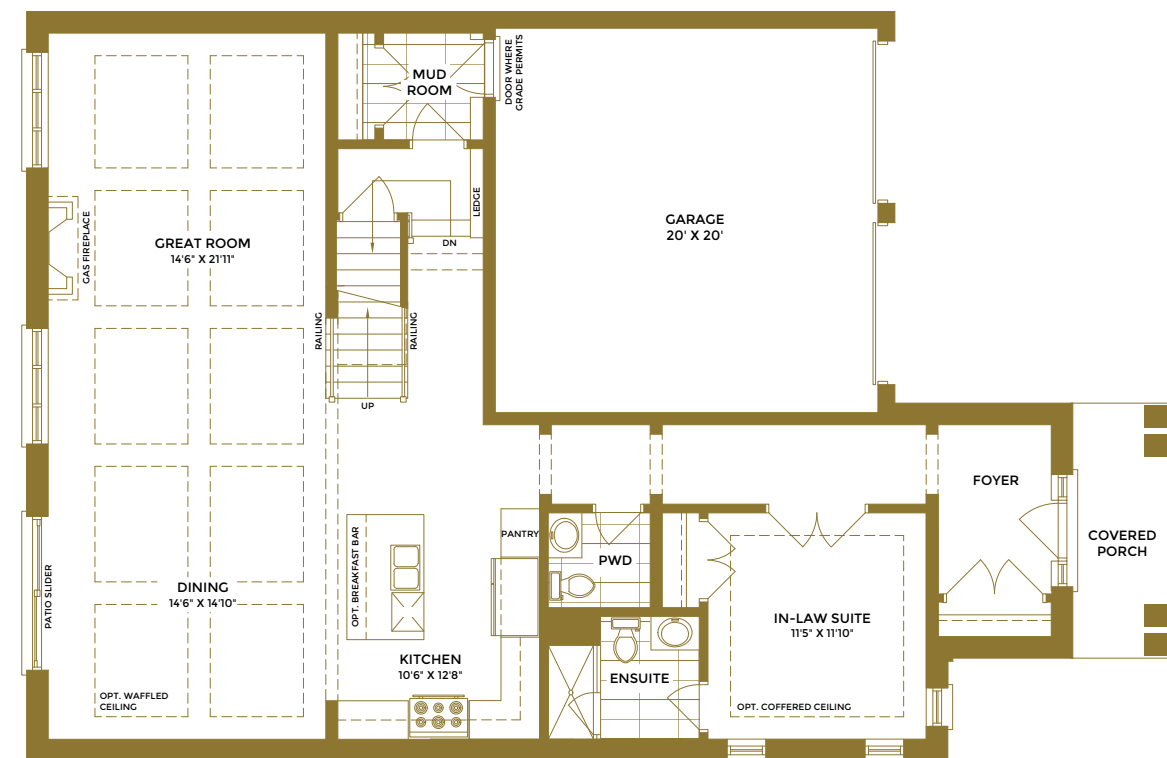 MUD
ROOM
DOOR WHERE
GRADE PERMITS
LEDGE
DN
GARAGE
20' X 20'
GAS FIREPLACE
GREAT ROOM
14'6" X 21'11"
RAILING
RAILING
UP
FOYER
COVERED
PORCH
PANTRY
PWD
OPT. BREAKFAST BAR
PATIO SLIDER
DINING
14'6" X 14'10"
IN-LAW SUITE
11'5" X 11'10"
KITCHEN
10'6" X 12'8"
ENSUITE
OPT. WAFFLED
CEILING
OPT. COFFERED CEILING